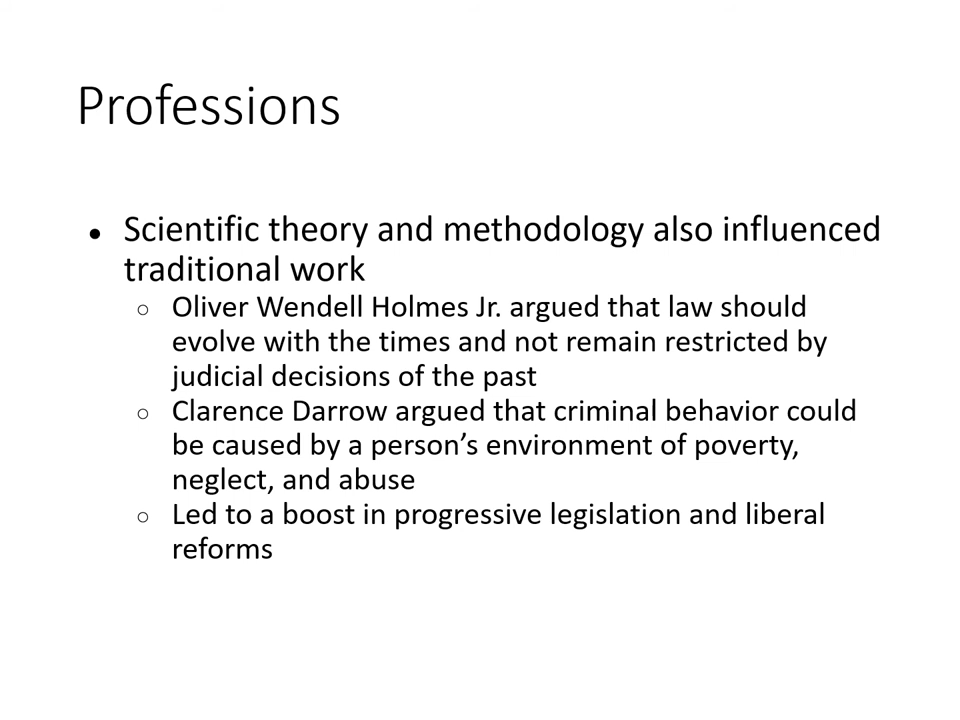 Professions
● Scientific theory and methodology also influenced
traditional work
○ Oliver Wendell Holmes Jr. argued that law should
evolve with the times and not remain restricted by
judicial decisions of the past
○ Clarence Darrow argued that criminal behavior could
be caused by a person’s environment of poverty,
neglect, and abuse
○ Led to a boost in progressive legislation and liberal
reforms